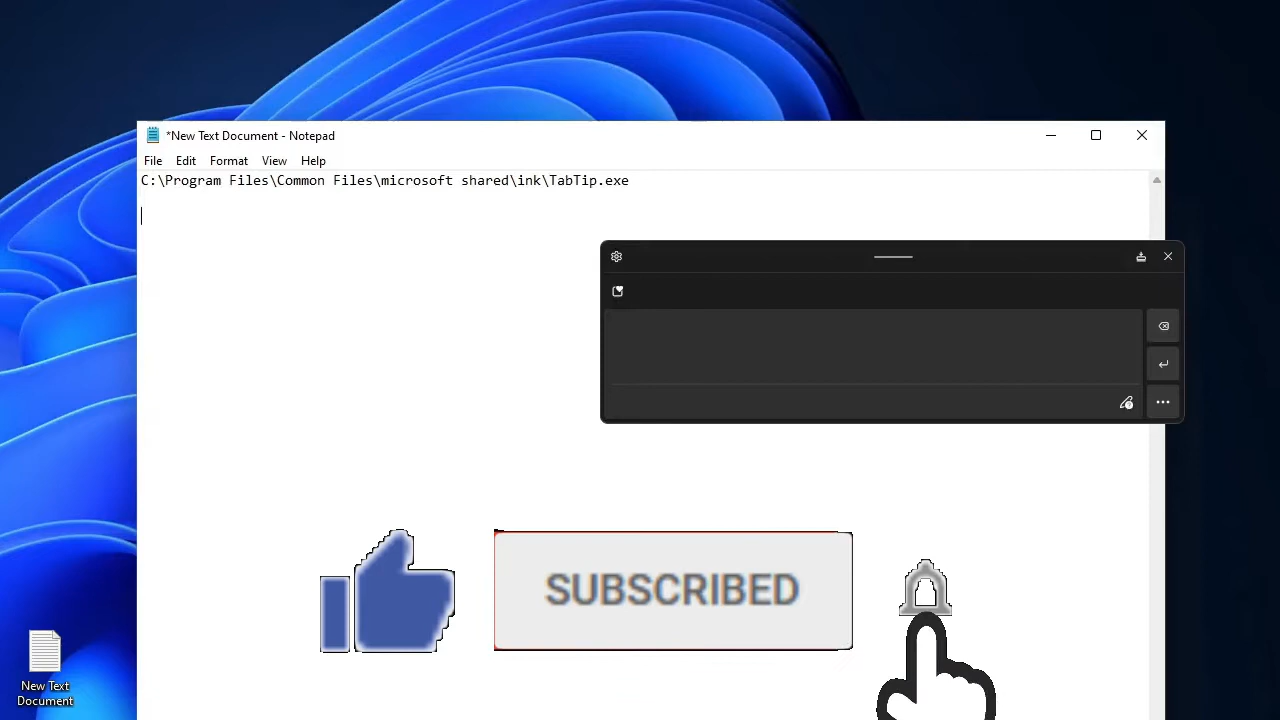 *New Text Document - Notepad
File Edit Format View Help
C:\Program Files\Common Files\microsoft shared\ink\TabTip.exe
SUBSCRIBED
New Text
Document